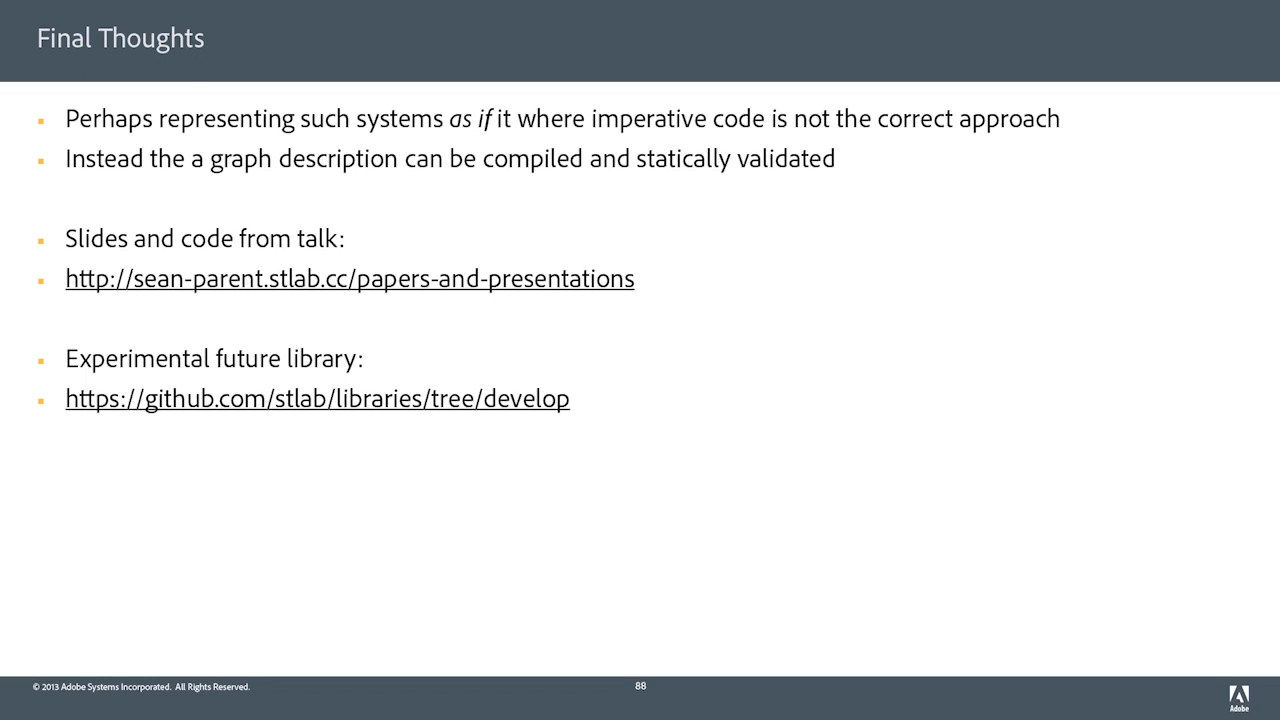 Final Thoughts
▪ Perhaps representing such systems as if it where imperative code is not the correct approach
▪ Instead the a graph description can be compiled and statically validated
▪ Slides and code from talk:
▪ http://sean-parent.stlab.cc/papers-and-presentations
▪ Experimental future library:
▪ https://github.com/stlab/libraries/tree/develop
© 2013 Adobe Systems Incorporated. All Rights Reserved.
88
Adobe